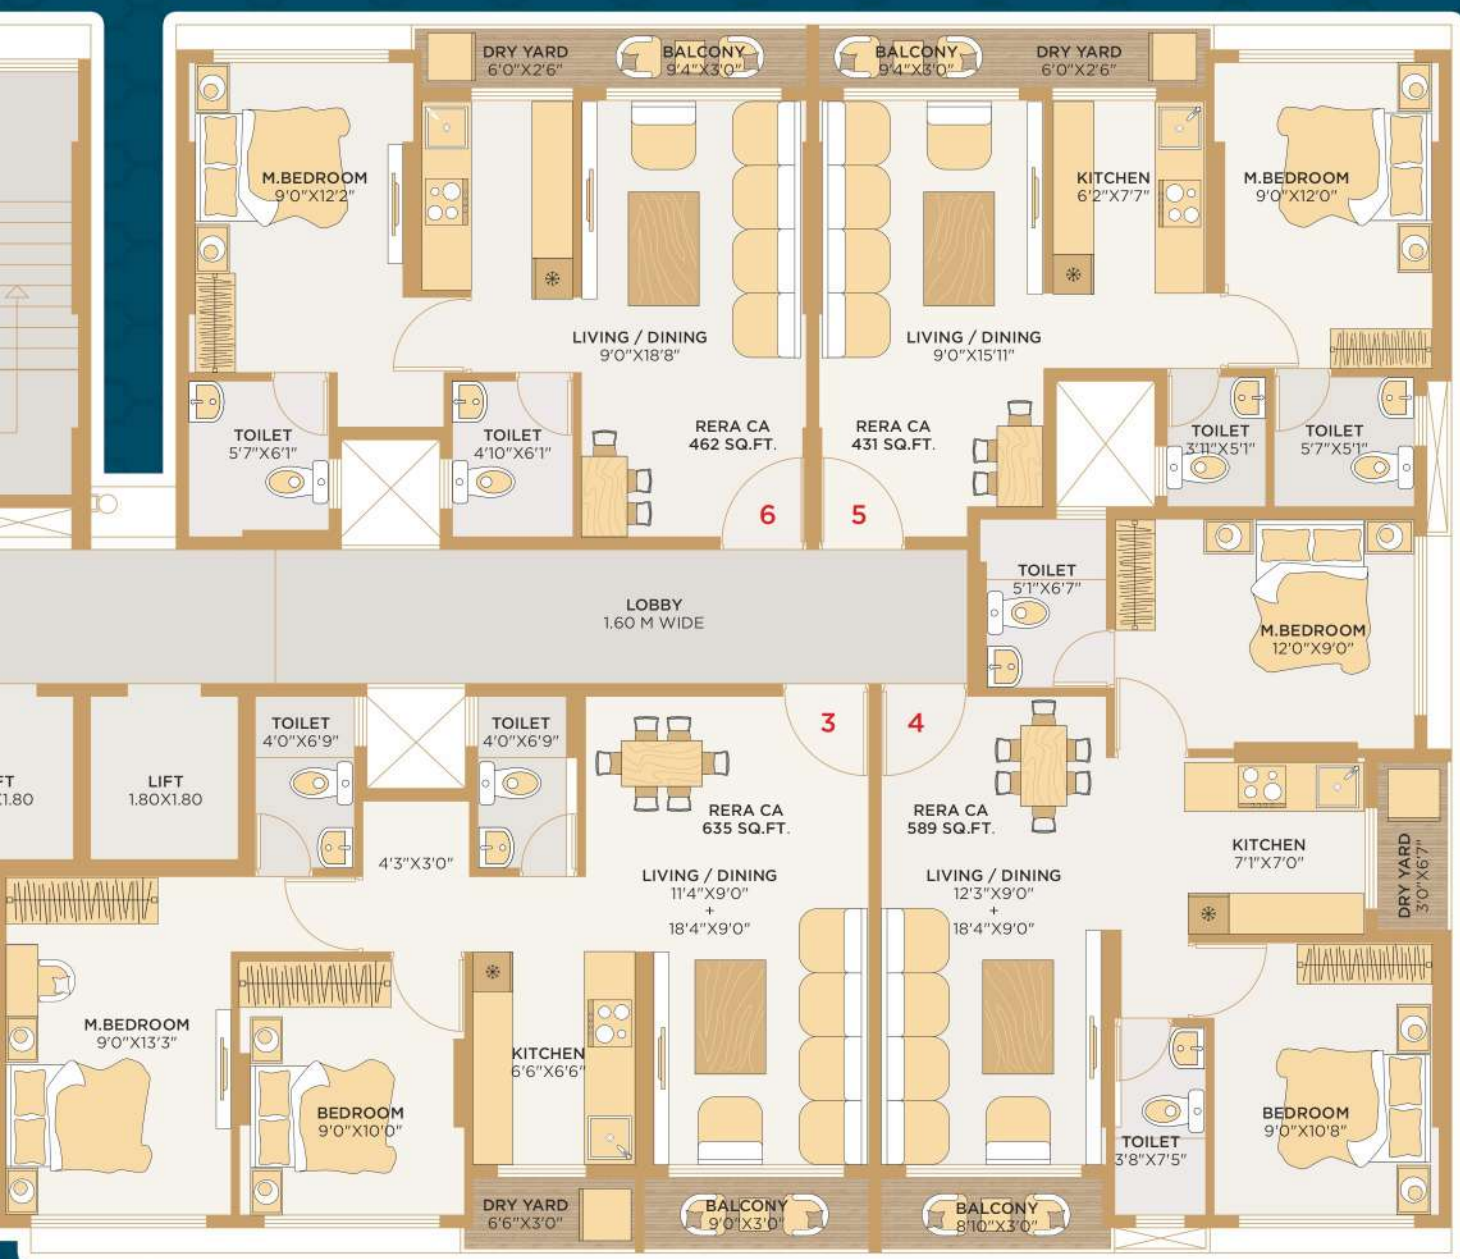 DRY YARD
6'0"X2'6"
BALCONY
9'4"X3'0"
BALCONY
9'4"X3'0"
DRY YARD
6'0"X2'6"
M.BEDROOM
9'0"X12'2"
KITCHEN
6'2"X7'7"
M.BEDROOM
9'0"X12'0"
LIVING / DINING
9'0"X18'8"
LIVING / DINING
9'0"X15'11"
TOILET
5'7"X6'1"
TOILET
4'10"X6'1"
RERA CA
462 SQ.FT.
RERA CA
431 SQ.FT.
TOILET
3'11"X5'1"
TOILET
5'7"X5'1"
6
5
TOILET
5'1"X6'7"
LOBBY
1.60 M WIDE
M.BEDROOM
12'0"X9'0"
TOILET
4'0"X6'9"
TOILET
4'0"X6'9"
3
4
LIFT
1.80X1.80
RERA CA
635 SQ.FT.
RERA CA
589 SQ.FT.
4'3"X3'0"
KITCHEN
7'1"X7'0"
DRY YARD
3'0"X6'7"
LIVING / DINING
11'4"X9'0"
+
18'4"X9'0"
LIVING / DINING
12'3"X9'0"
+
18'4"X9'0"
M.BEDROOM
9'0"X13'3"
KITCHEN
6'6"X6'6"
BEDROOM
9'0"X10'0"
BEDROOM
9'0"X10'8"
TOILET
3'8"X7'5"
DRY YARD
6'6"X3'0"
BALCONY
9'0"X3'0"
BALCONY
8'10"X3'0"